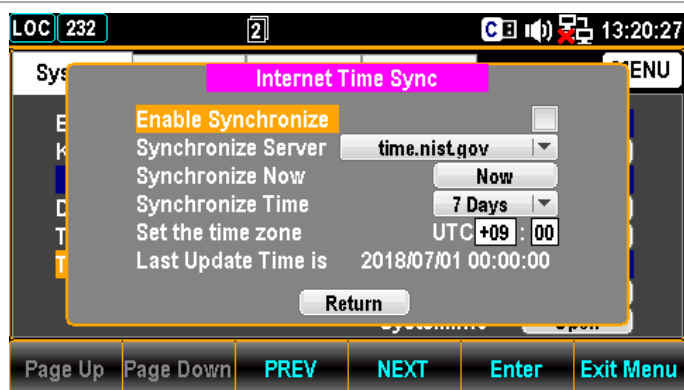 LOC 232 2 C 13:20:27
Sys Internet Time Sync ENU
Enable Synchronize
Synchronize Server time.nist.gov
Synchronize Now Now
Synchronize Time 7 Days
Set the time zone UTC +09 : 00
Last Update Time is 2018/07/01 00:00:00
Return
Page Up Page Down PREV NEXT Enter Exit Menu